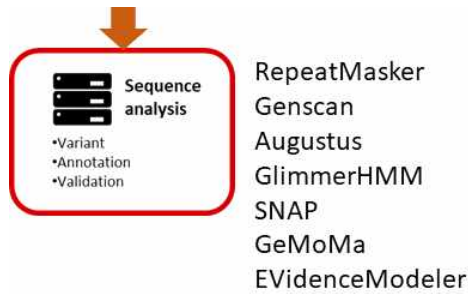 Sequence
analysis
•Variant
•Annotation
•Validation
RepeatMasker
Genscan
Augustus
GlimmerHMM
SNAP
GeMoMa
EVidenceModeler